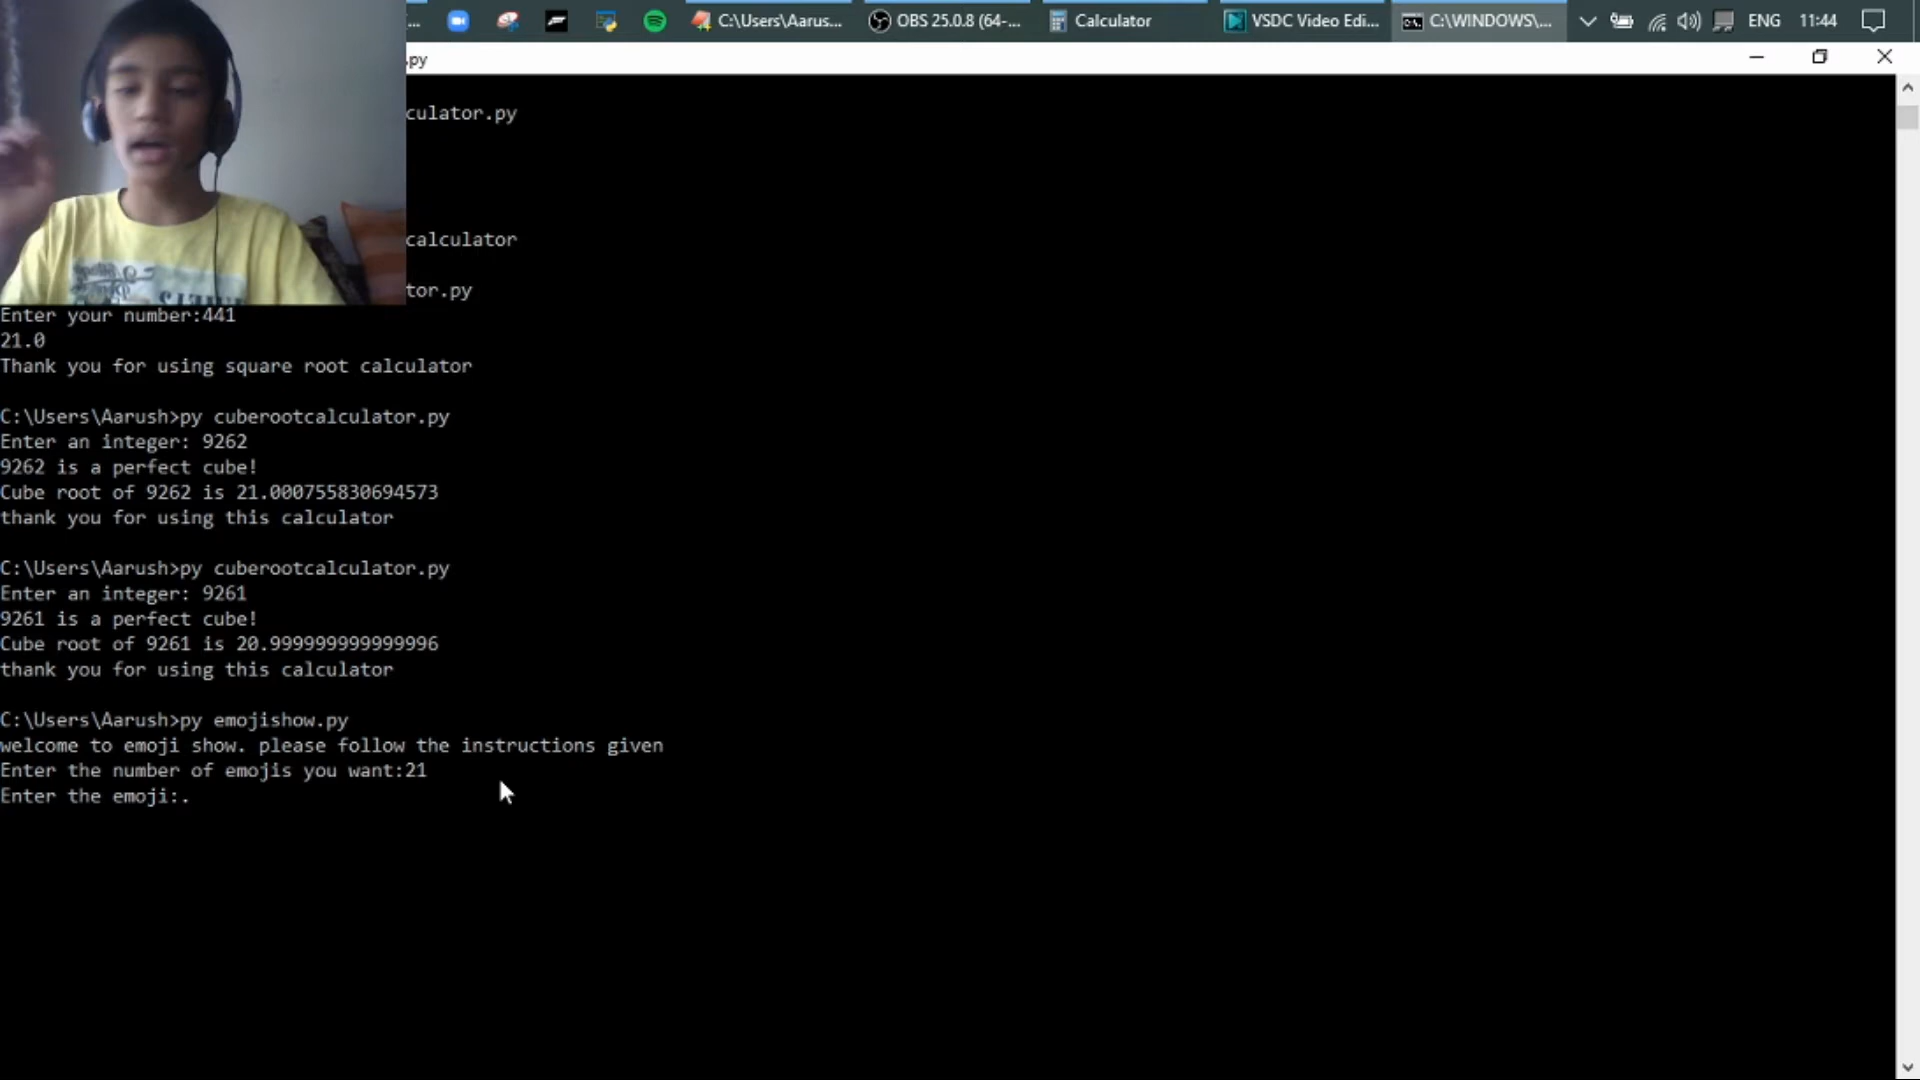 ...
C:\Users\Aarus...
OBS 25.0.8 (64-...
Calculator
VSDC Video Edi...
C:\WINDOWS\...
ENG
11:44
.py
culator.py
calculator
tor.py
Enter your number:441
21.0
Thank you for using square root calculator
C:\Users\Aarush>py cuberootcalculator.py
Enter an integer: 9262
9262 is a perfect cube!
Cube root of 9262 is 21.000755830694573
thank you for using this calculator
C:\Users\Aarush>py cuberootcalculator.py
Enter an integer: 9261
9261 is a perfect cube!
Cube root of 9261 is 20.999999999999996
thank you for using this calculator
C:\Users\Aarush>py emojishow.py
welcome to emoji show. please follow the instructions given
Enter the number of emojis you want:21
Enter the emoji:.